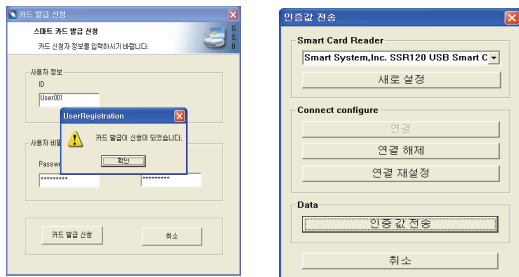 카드 발급 신청
스마트 카드 발급 신청
카드 신청자 정보를 입력하시기 바랍니다.
S
S
O
사용자 정보
ID
User001
UserRegistration
카드 발급이 신청이 되었습니다.
확인
사용자 비밀
Passw
*********
*********
카드 발급 신청
취소
인증값 전송
Smart Card Reader
Smart System,Inc. SSR120 USB Smart C
새로 설정
Connect configure
연결
연결 해제
연결 재설정
Data
인증 값 전송
취소